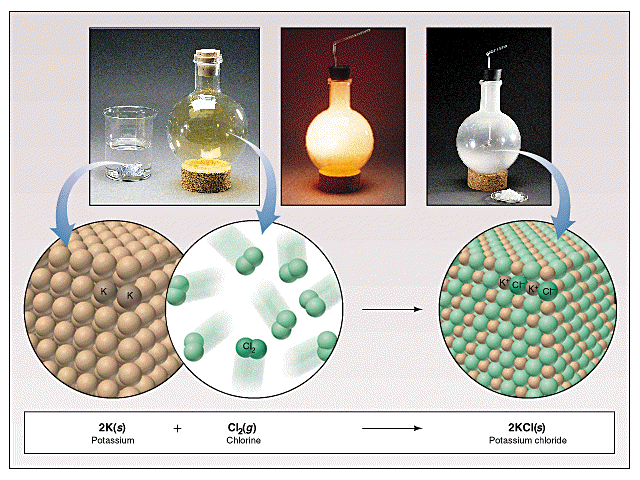 K K
Cl₂
K⁺ Cl⁻ K⁺ Cl⁻
2K(s) + Cl₂(g) 2KCl(s)
Potassium Chlorine Potassium chloride